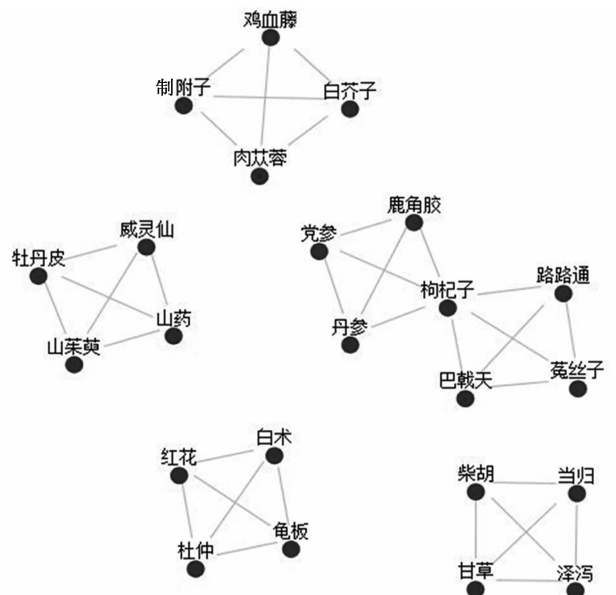 鸡血藤
制附子
白芥子
肉苁蓉
威灵仙
牡丹皮
山药
山茱萸
鹿角胶
党参
枸杞子
路路通
丹参
巴戟天
菟丝子
白术
红花
龟板
杜仲
柴胡
当归
甘草
泽泻